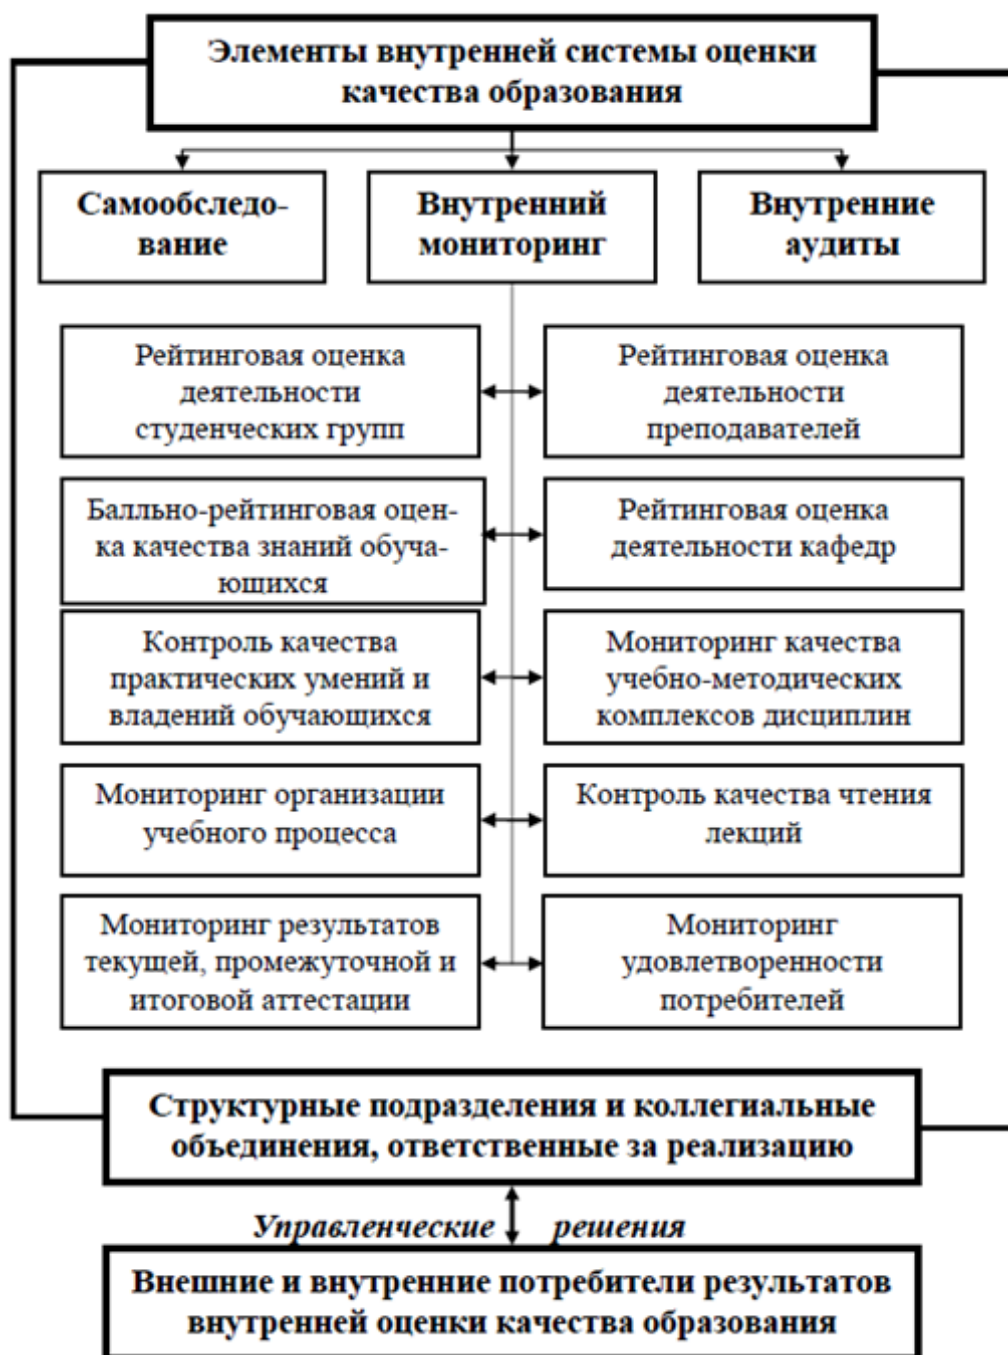 Элементы внутренней системы оценки
качества образования
Самообследо-
вание
Внутренний
мониторинг
Внутренние
аудиты
Рейтинговая оценка
деятельности
студенческих групп
Рейтинговая оценка
деятельности
преподавателей
Балльно-рейтинговая оцен-
ка качества знаний обуча-
ющихся
Рейтинговая оценка
деятельности кафедр
Контроль качества
практических умений и
владений обучающихся
Мониторинг качества
учебно-методических
комплексов дисциплин
Мониторинг организации
учебного процесса
Контроль качества чтения
лекций
Мониторинг результатов
текущей, промежуточной и
итоговой аттестации
Мониторинг
удовлетворенности
потребителей
Структурные подразделения и коллегиальные
объединения, ответственные за реализацию
Управленческие решения
Внешние и внутренние потребители результатов
внутренней оценки качества образования